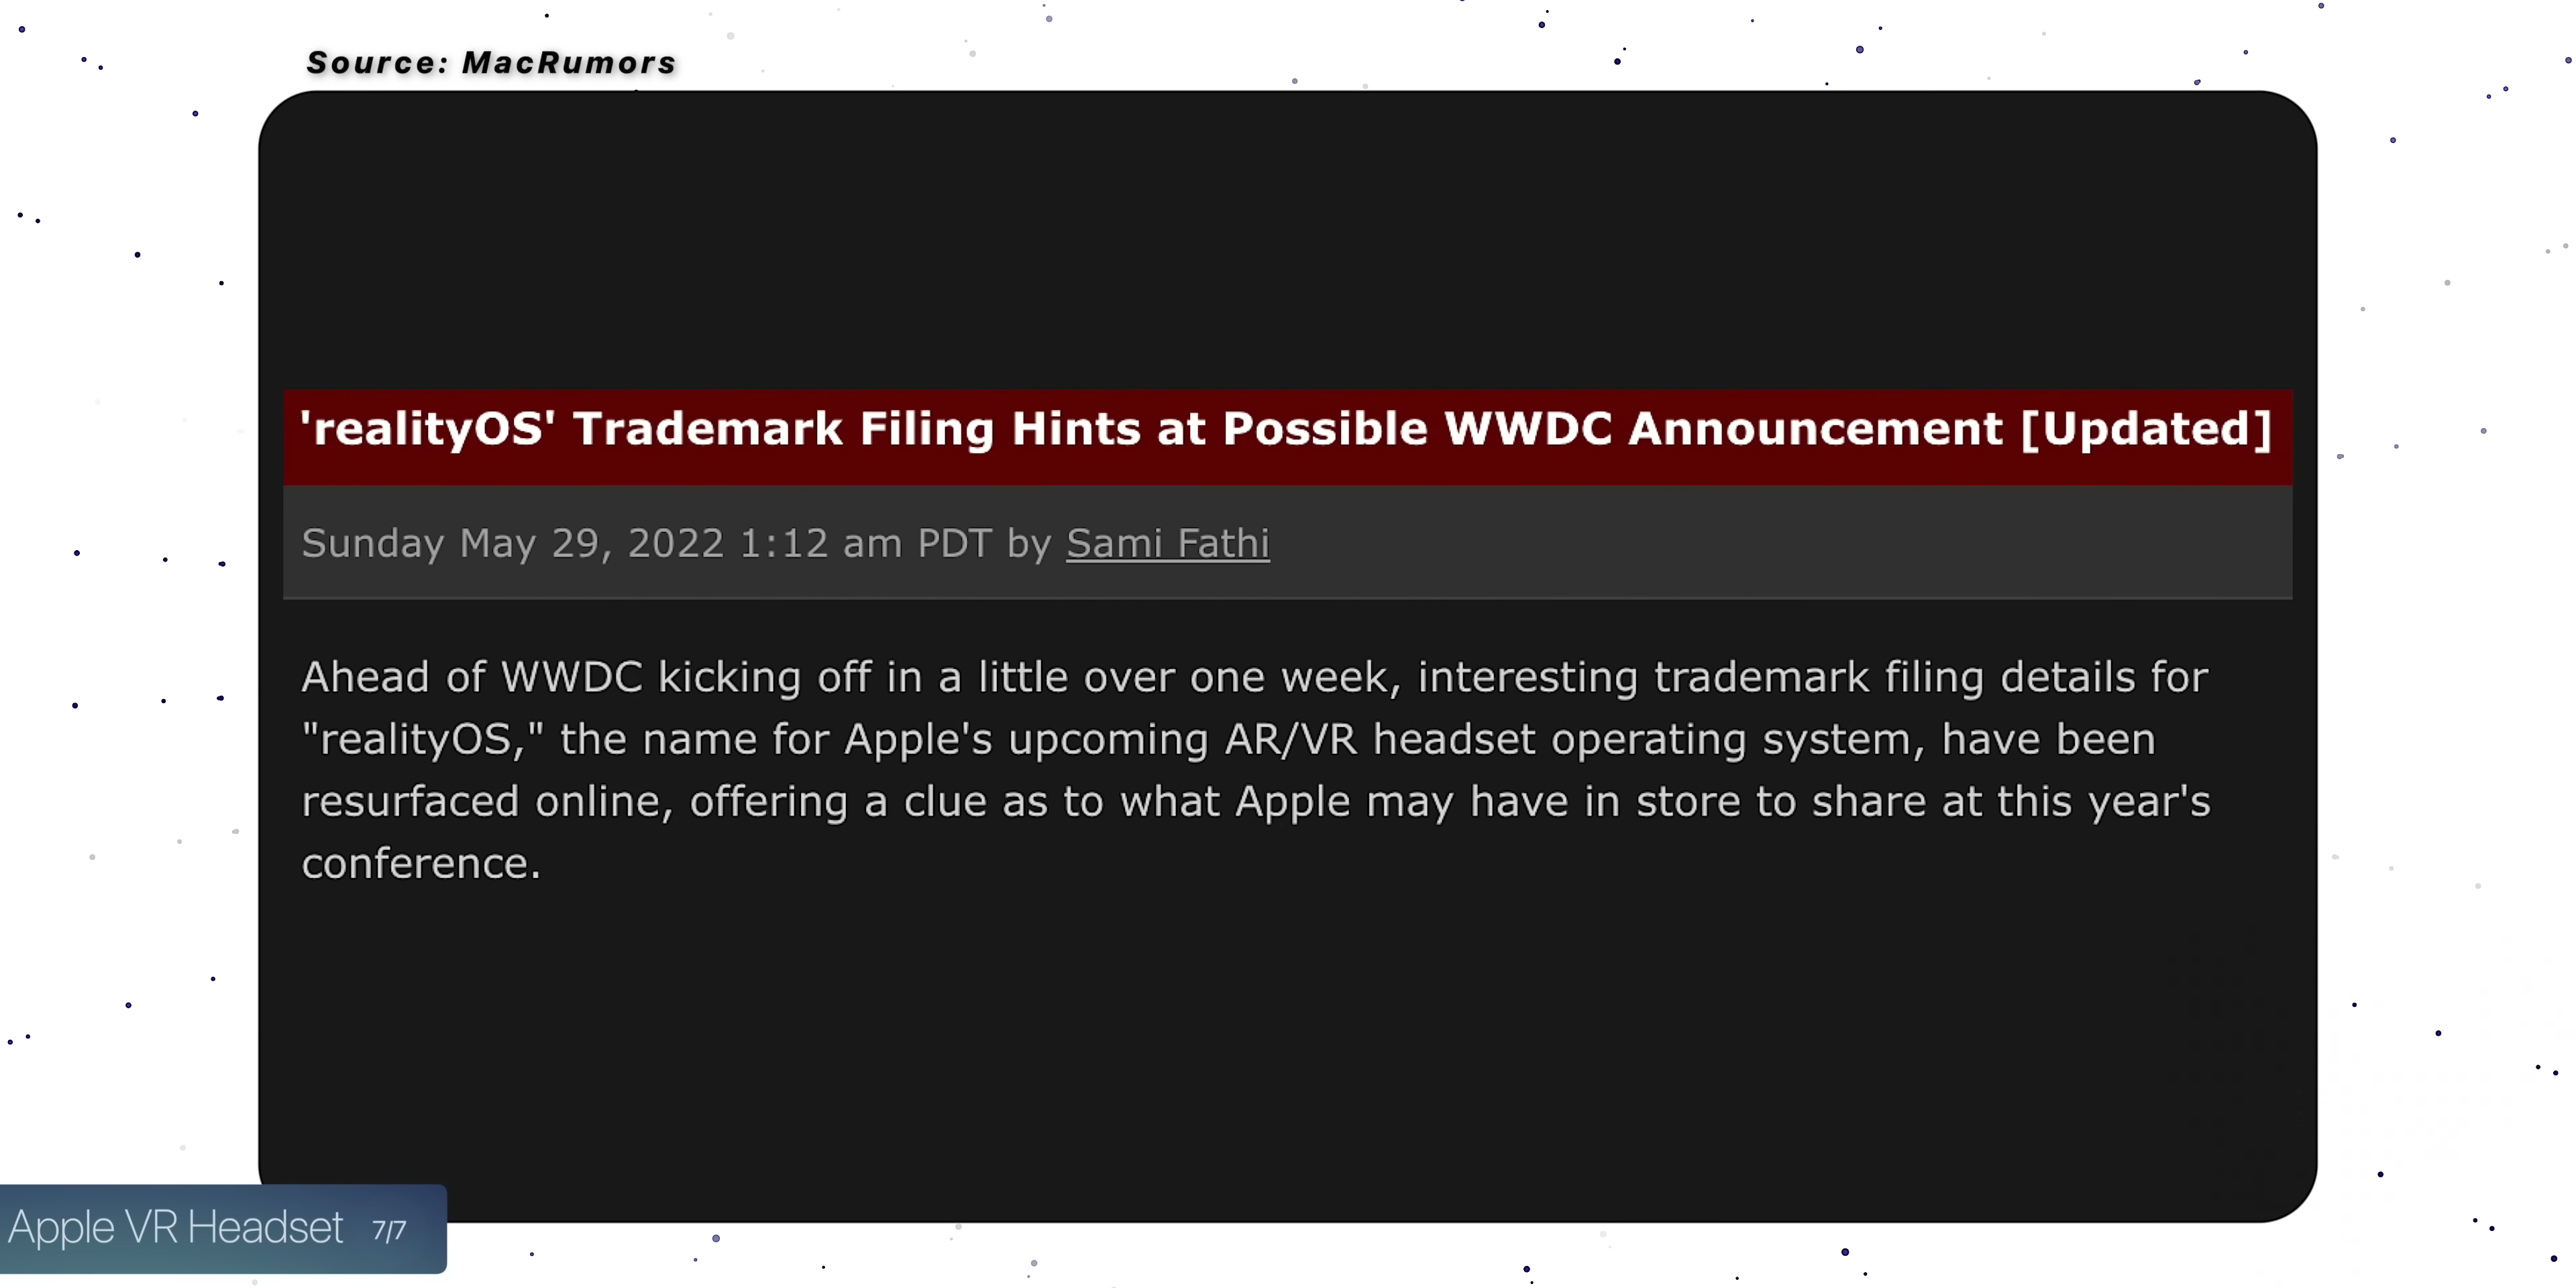 Source: MacRumors
'realityOS' Trademark Filing Hints at Possible WWDC Announcement [Updated]
Sunday May 29, 2022 1:12 am PDT by Sami Fathi
Ahead of WWDC kicking off in a little over one week, interesting trademark filing details for
"realityOS," the name for Apple's upcoming AR/VR headset operating system, have been
resurfaced online, offering a clue as to what Apple may have in store to share at this year's
conference.
Apple VR Headset 7/7